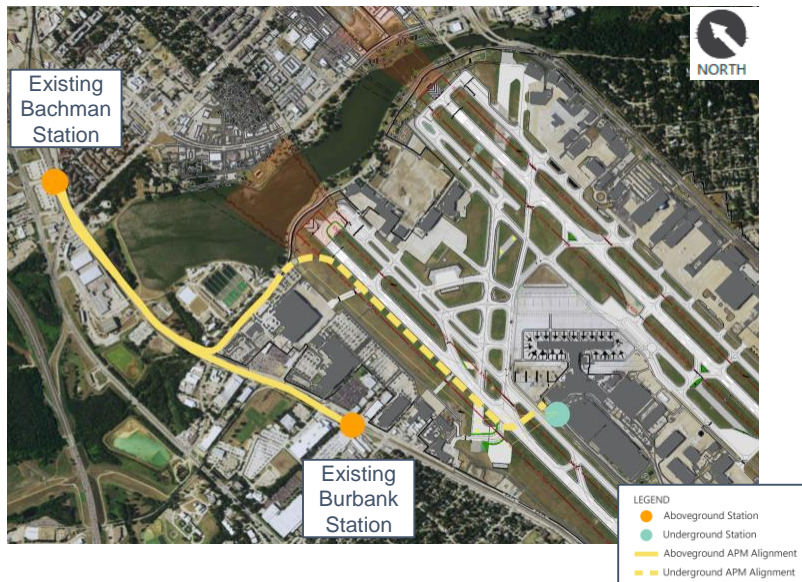 NORTH
Existing
Bachman
Station
Existing
Burbank
Station
LEGEND
Aboveground Station
Underground Station
Aboveground APM Alignment
Underground APM Alignment